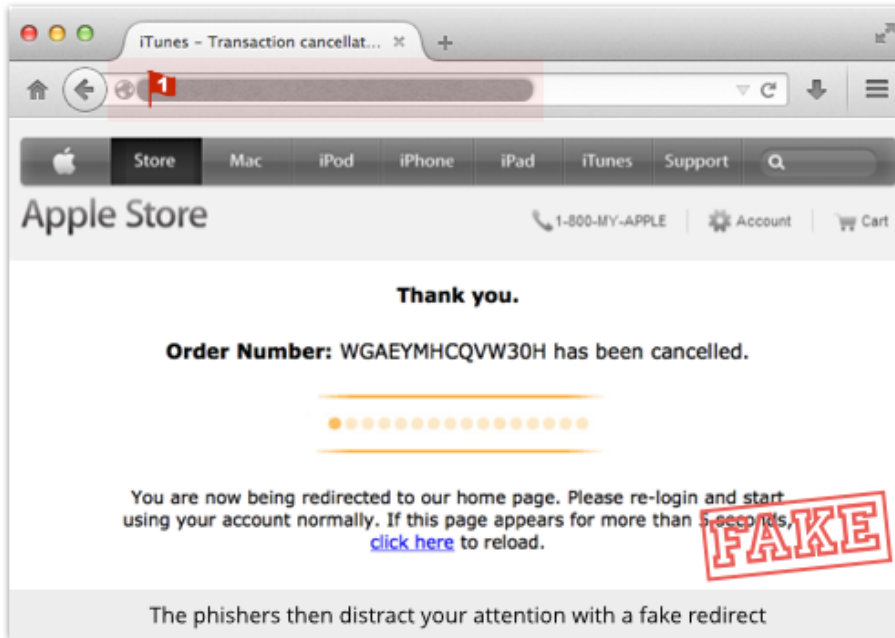 iTunes – Transaction cancellat...
1
Store Mac iPod iPhone iPad iTunes Support
Apple Store 1-800-MY-APPLE Account Cart
Thank you.
Order Number: WGAEYMHCQVW30H has been cancelled.
You are now being redirected to our home page. Please re-login and start
using your account normally. If this page appears for more than 5 seconds,
click here to reload.
FAKE
The phishers then distract your attention with a fake redirect